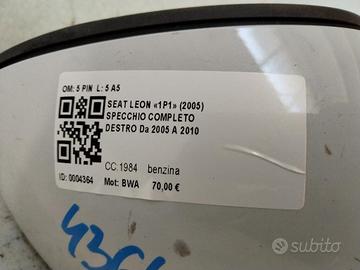 OM: 5 PIN L: 5 A5
SEAT LEON «1P1» (2005)
SPECCHIO COMPLETO
DESTRO Da 2005 A 2010
CC.1984 benzina
ID: 0004364 Mot: BWA 70,00 €
subito